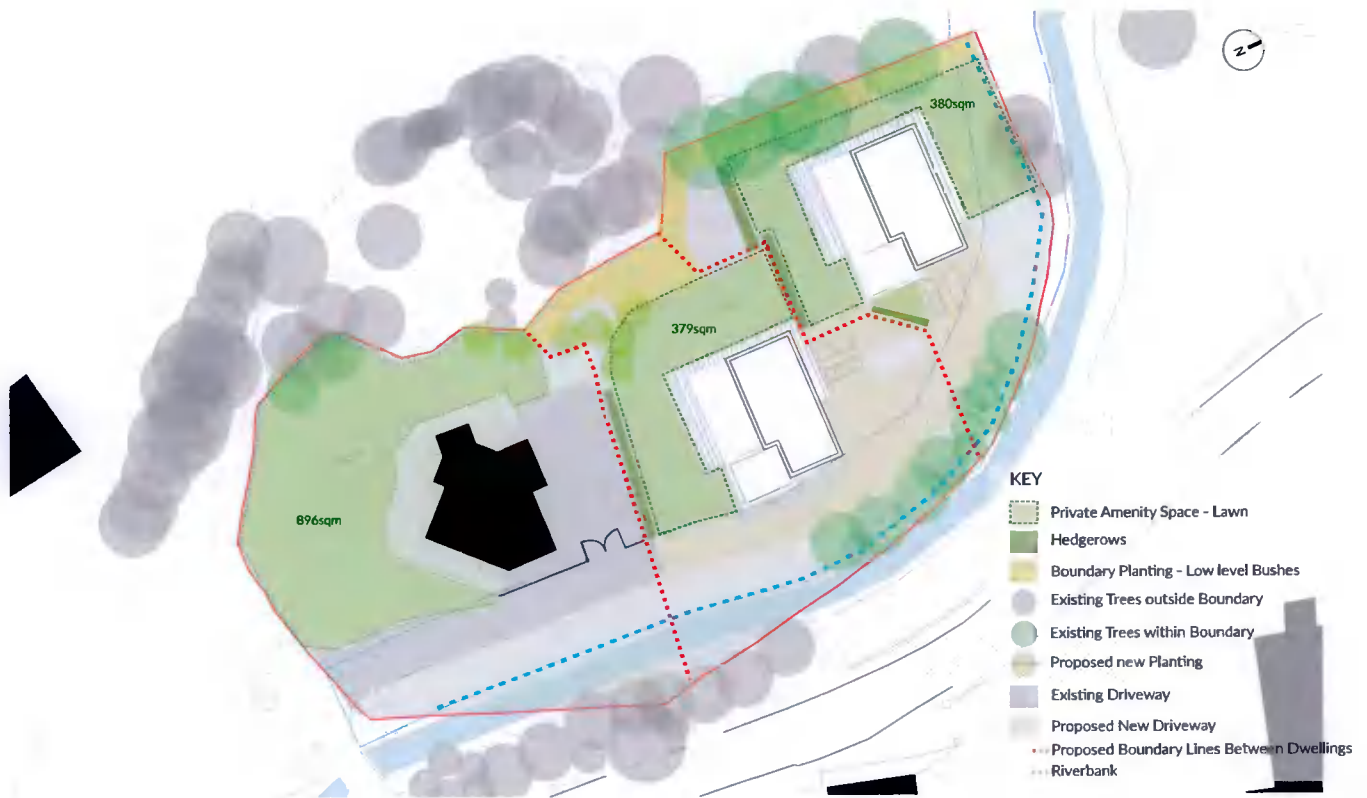 N
380sqm
379sqm
896sqm
KEY
Private Amenity Space - Lawn
Hedgerows
Boundary Planting - Low level Bushes
Existing Trees outside Boundary
Existing Trees within Boundary
Proposed new Planting
Existing Driveway
Proposed New Driveway
Proposed Boundary Lines Between Dwellings
Riverbank